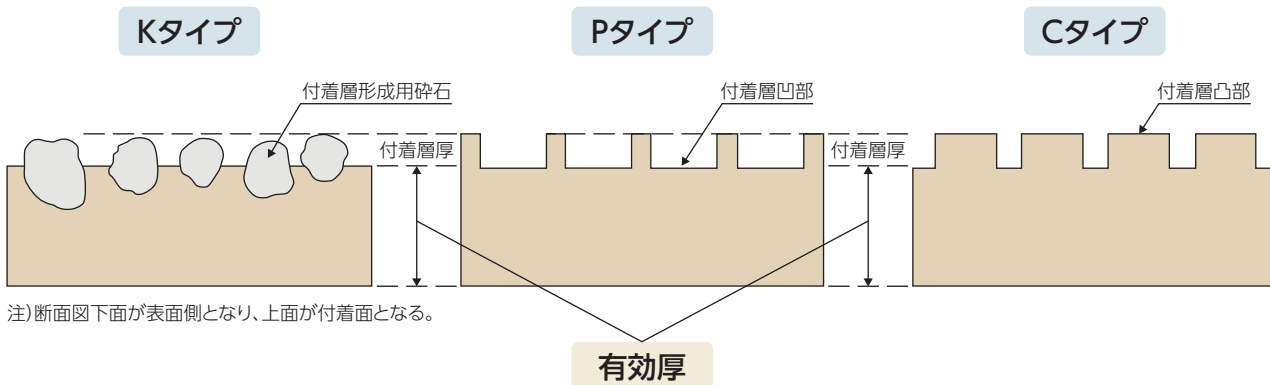 Kタイプ
Pタイプ
Cタイプ
付着層形成用砕石
付着層凹部
付着層凸部
付着層厚
付着層厚
注)断面図下面が表面側となり、上面が付着面となる。
有効厚